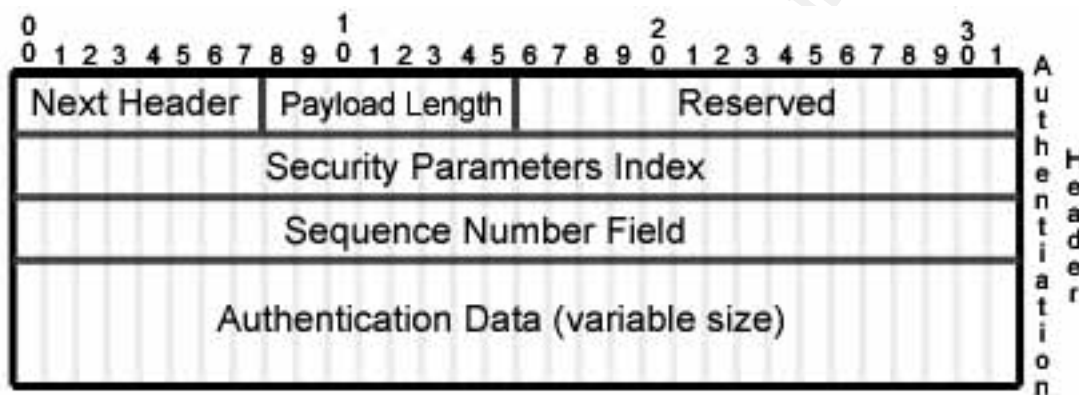 0 1 2 3
0 1 2 3 4 5 6 7 8 9 0 1 2 3 4 5 6 7 8 9 0 1 2 3 4 5 6 7 8 9 0 1
Next Header Payload Length Reserved
Security Parameters Index
Sequence Number Field
Authentication Data (variable size)
Authentiation
Header